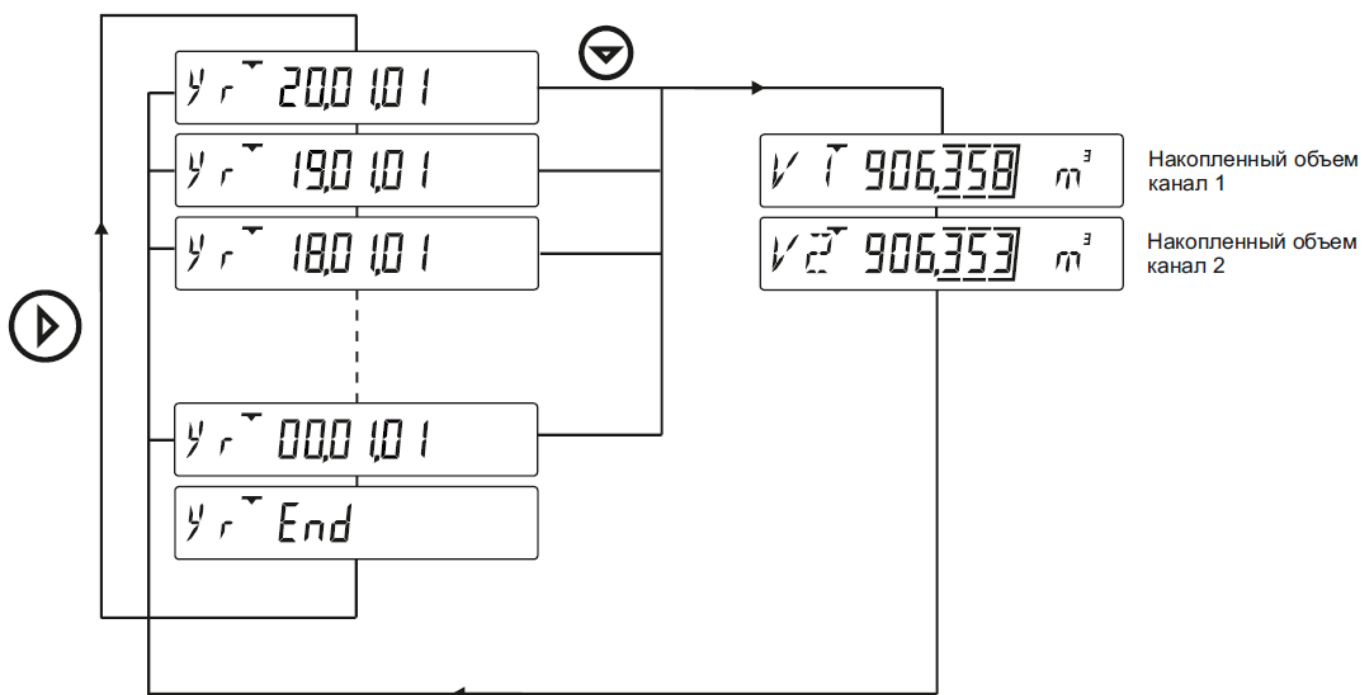 Yr 20,01,01
Yr 19,01,01
Yr 18,01,01
Yr 00,01,01
Yr End
V 1 906,358 m³
Накопленный объем
канал 1
V2 906,353 m³
Накопленный объем
канал 2